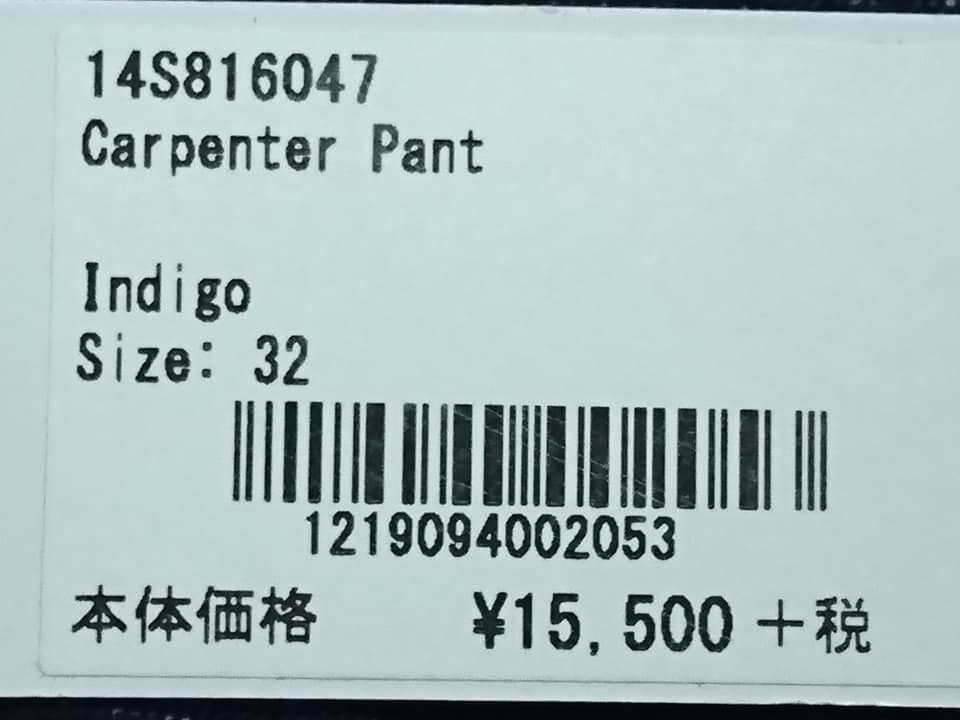 14S816047
Carpenter Pant
Indigo
Size: 32
1219094002053
本体価格 ¥15,500 +税